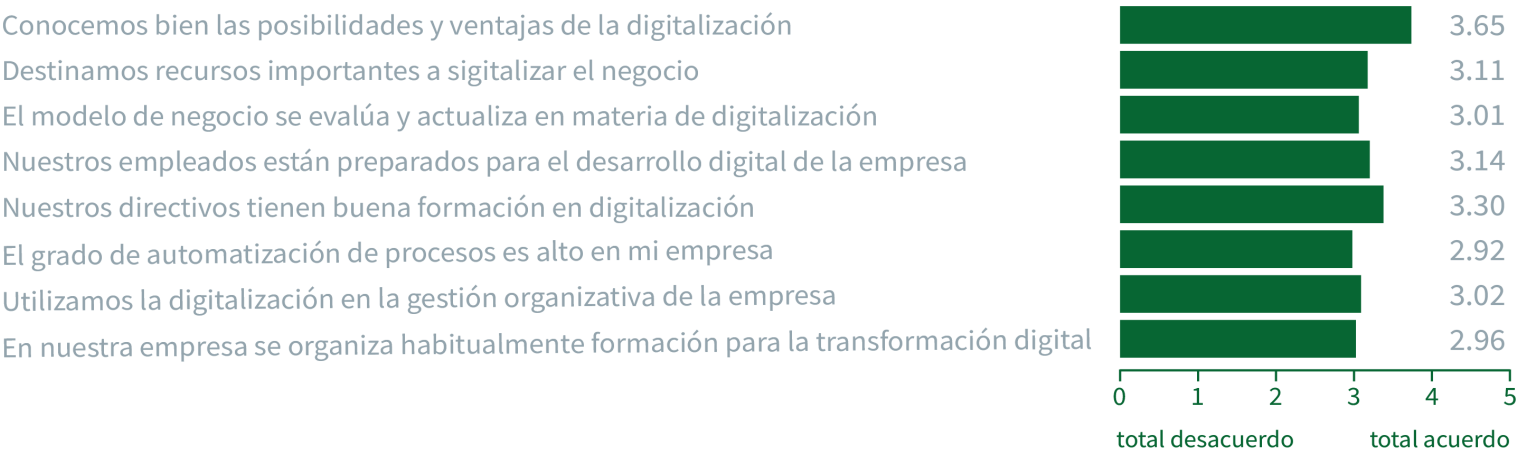 Conocemos bien las posibilidades y ventajas de la digitalización 3.65
Destinamos recursos importantes a sigitalizar el negocio 3.11
El modelo de negocio se evalúa y actualiza en materia de digitalización 3.01
Nuestros empleados están preparados para el desarrollo digital de la empresa 3.14
Nuestros directivos tienen buena formación en digitalización 3.30
El grado de automatización de procesos es alto en mi empresa 2.92
Utilizamos la digitalización en la gestión organizativa de la empresa 3.02
En nuestra empresa se organiza habitualmente formación para la transformación digital 2.96
0 1 2 3 4 5
total desacuerdo total acuerdo